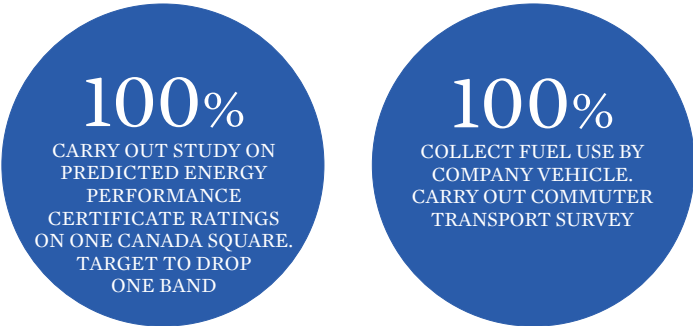 100%
CARRY OUT STUDY ON
PREDICTED ENERGY
PERFORMANCE
CERTIFICATE RATINGS
ON ONE CANADA SQUARE.
TARGET TO DROP
ONE BAND
100%
COLLECT FUEL USE BY
COMPANY VEHICLE.
CARRY OUT COMMUTER
TRANSPORT SURVEY